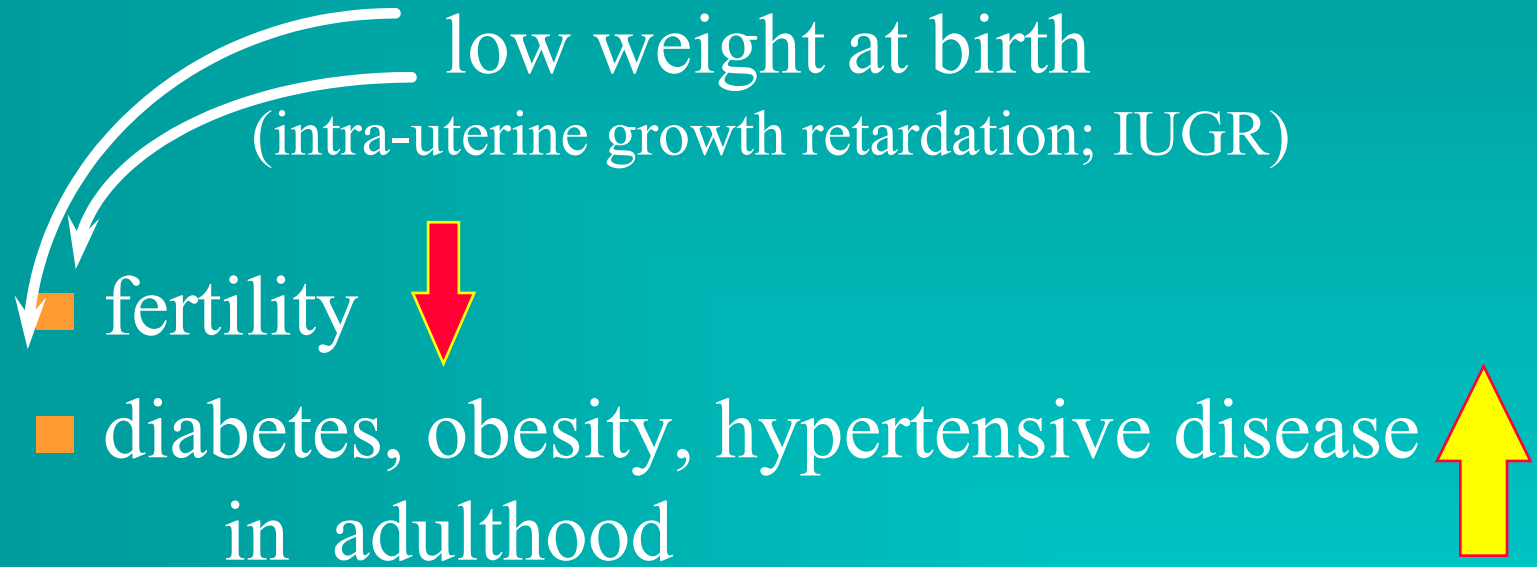 low weight at birth
(intra-uterine growth retardation; IUGR)
fertility
diabetes, obesity, hypertensive disease
in adulthood